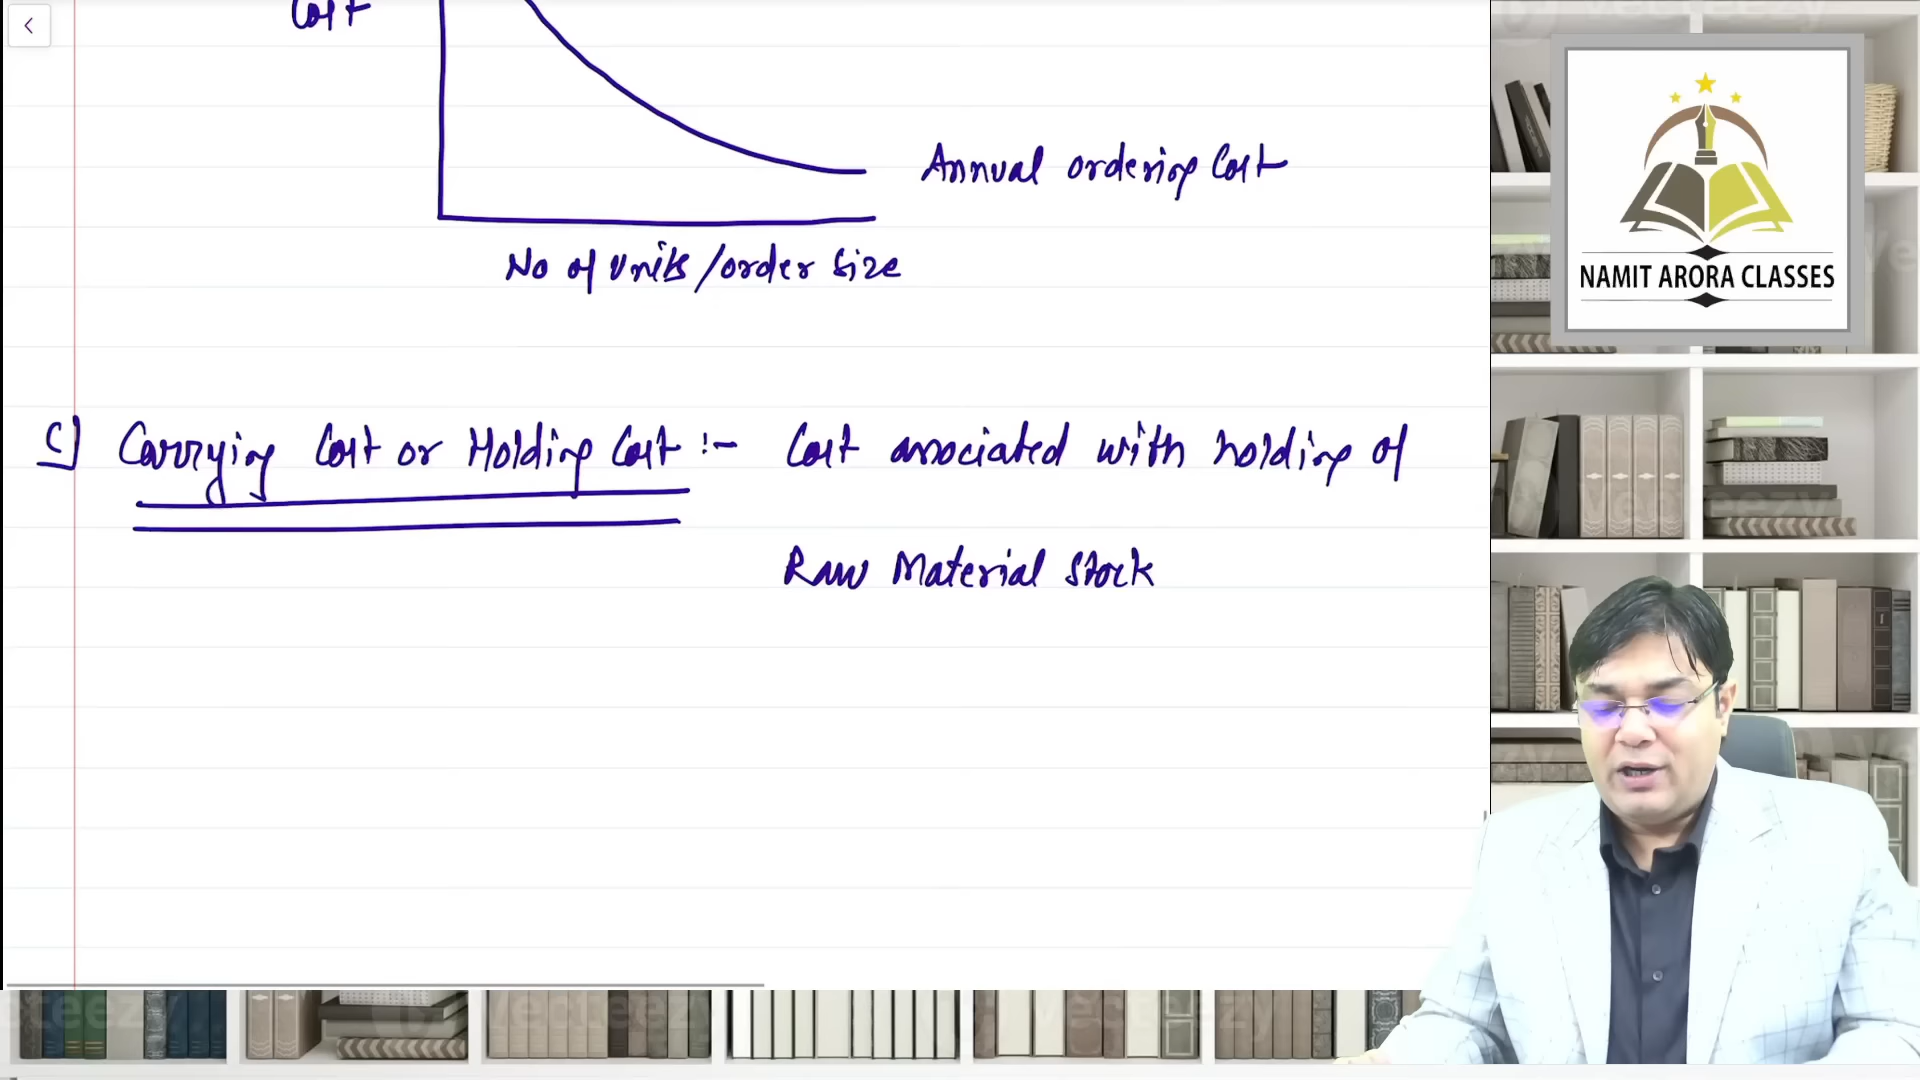 Cost
Annual ordering Cost
No of Units/order Size
C) Carrying Cost or Holding Cost :- Cost associated with holding of
Raw Material Stock
NAMIT ARORA CLASSES